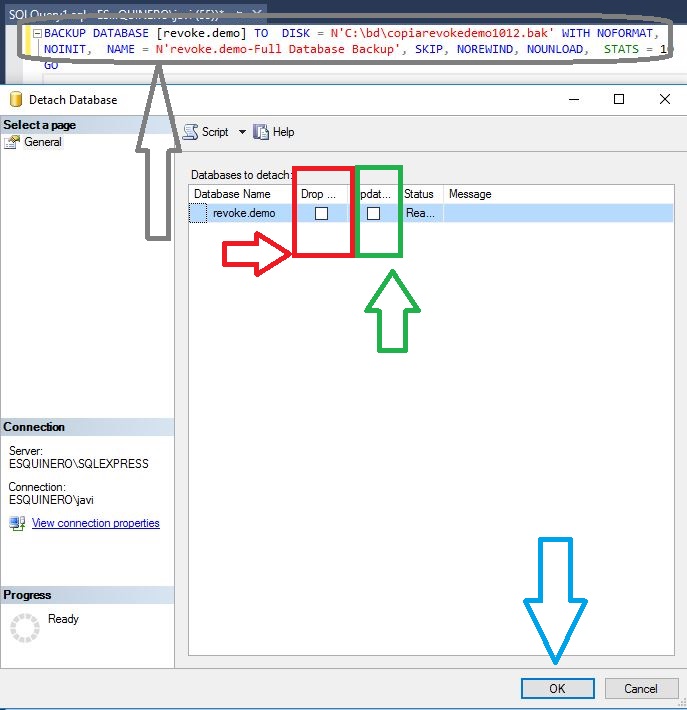 SQLQuery1.sql - ES...QUINERO\javi (55))*
BACKUP DATABASE [revoke.demo] TO  DISK = N'C:\bd\copiarevokedemo1012.bak' WITH NOFORMAT,
NOINIT,  NAME = N'revoke.demo-Full Database Backup', SKIP, NOREWIND, NOUNLOAD,  STATS = 10
GO
Detach Database
Select a page
General
Script
Help
Databases to detach:
Database Name
Drop ...
pdat...
Status
Message
revoke.demo
Rea...
Connection
Server:
ESQUINERO\SQLEXPRESS
Connection:
ESQUINERO\javi
View connection properties
Progress
Ready
OK
Cancel